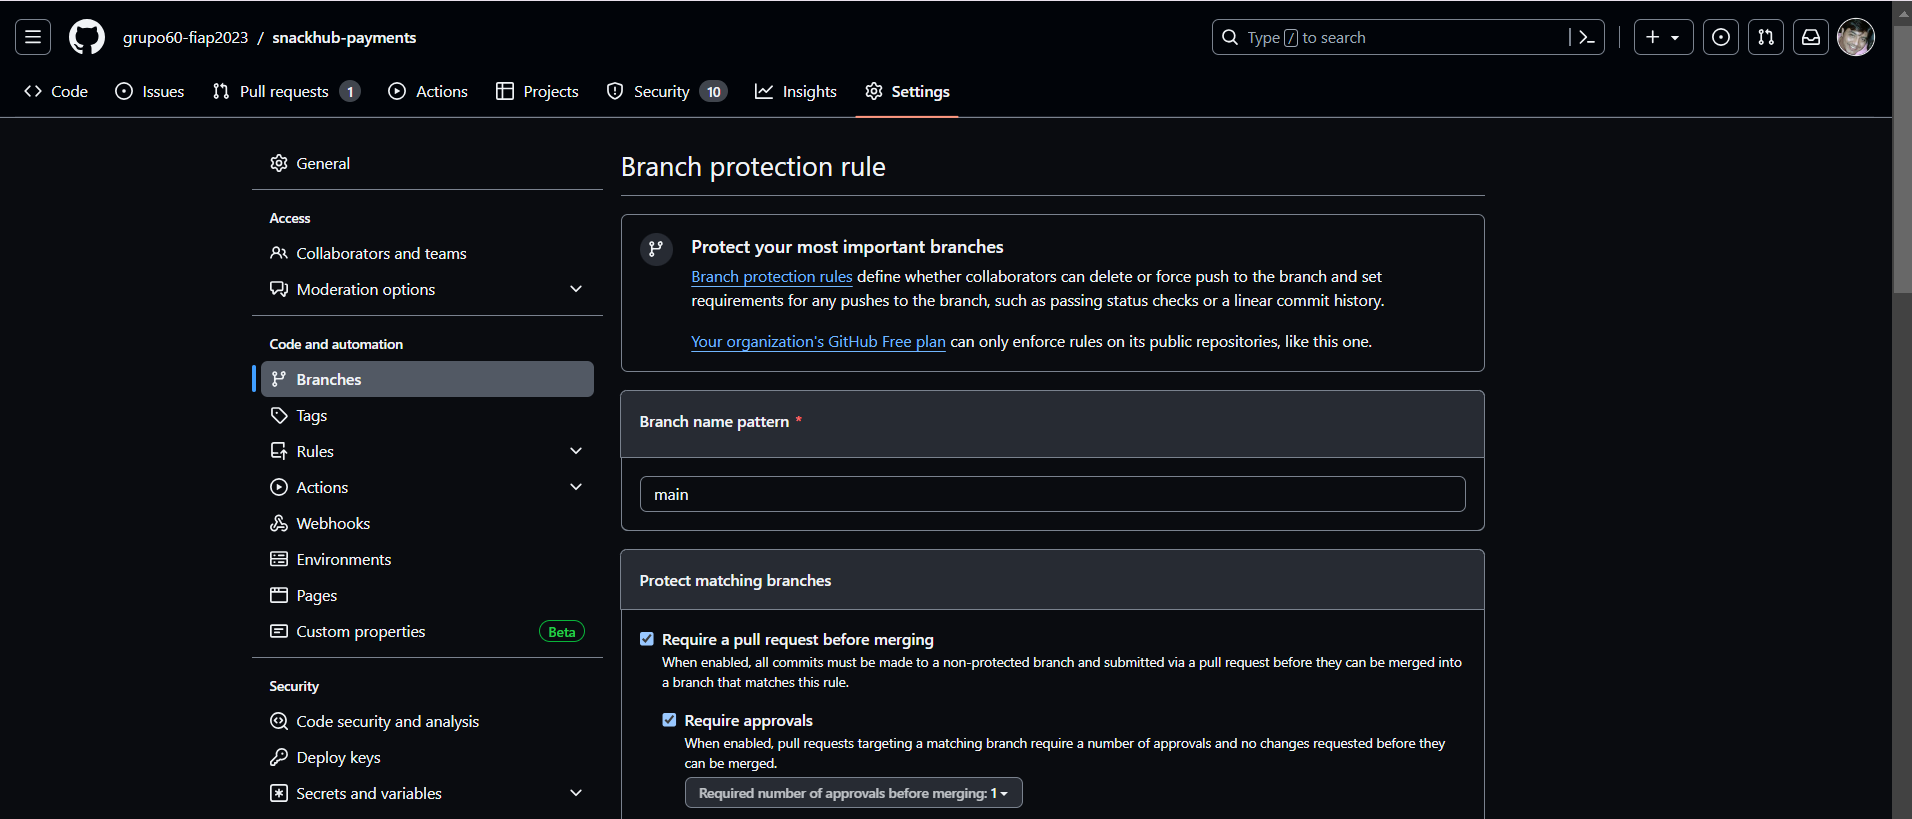 grupo60-fiap2023 / snackhub-payments
Type / to search
Code
Issues
Pull requests 1
Actions
Projects
Security 10
Insights
Settings
General
Access
Collaborators and teams
Moderation options
Code and automation
Branches
Tags
Rules
Actions
Webhooks
Environments
Pages
Custom properties Beta
Security
Code security and analysis
Deploy keys
Secrets and variables
Branch protection rule
Protect your most important branches
Branch protection rules define whether collaborators can delete or force push to the branch and set
requirements for any pushes to the branch, such as passing status checks or a linear commit history.
Your organization's GitHub Free plan can only enforce rules on its public repositories, like this one.
Branch name pattern *
main
Protect matching branches
Require a pull request before merging
When enabled, all commits must be made to a non-protected branch and submitted via a pull request before they can be merged into
a branch that matches this rule.
Require approvals
When enabled, pull requests targeting a matching branch require a number of approvals and no changes requested before they
can be merged.
Required number of approvals before merging: 1